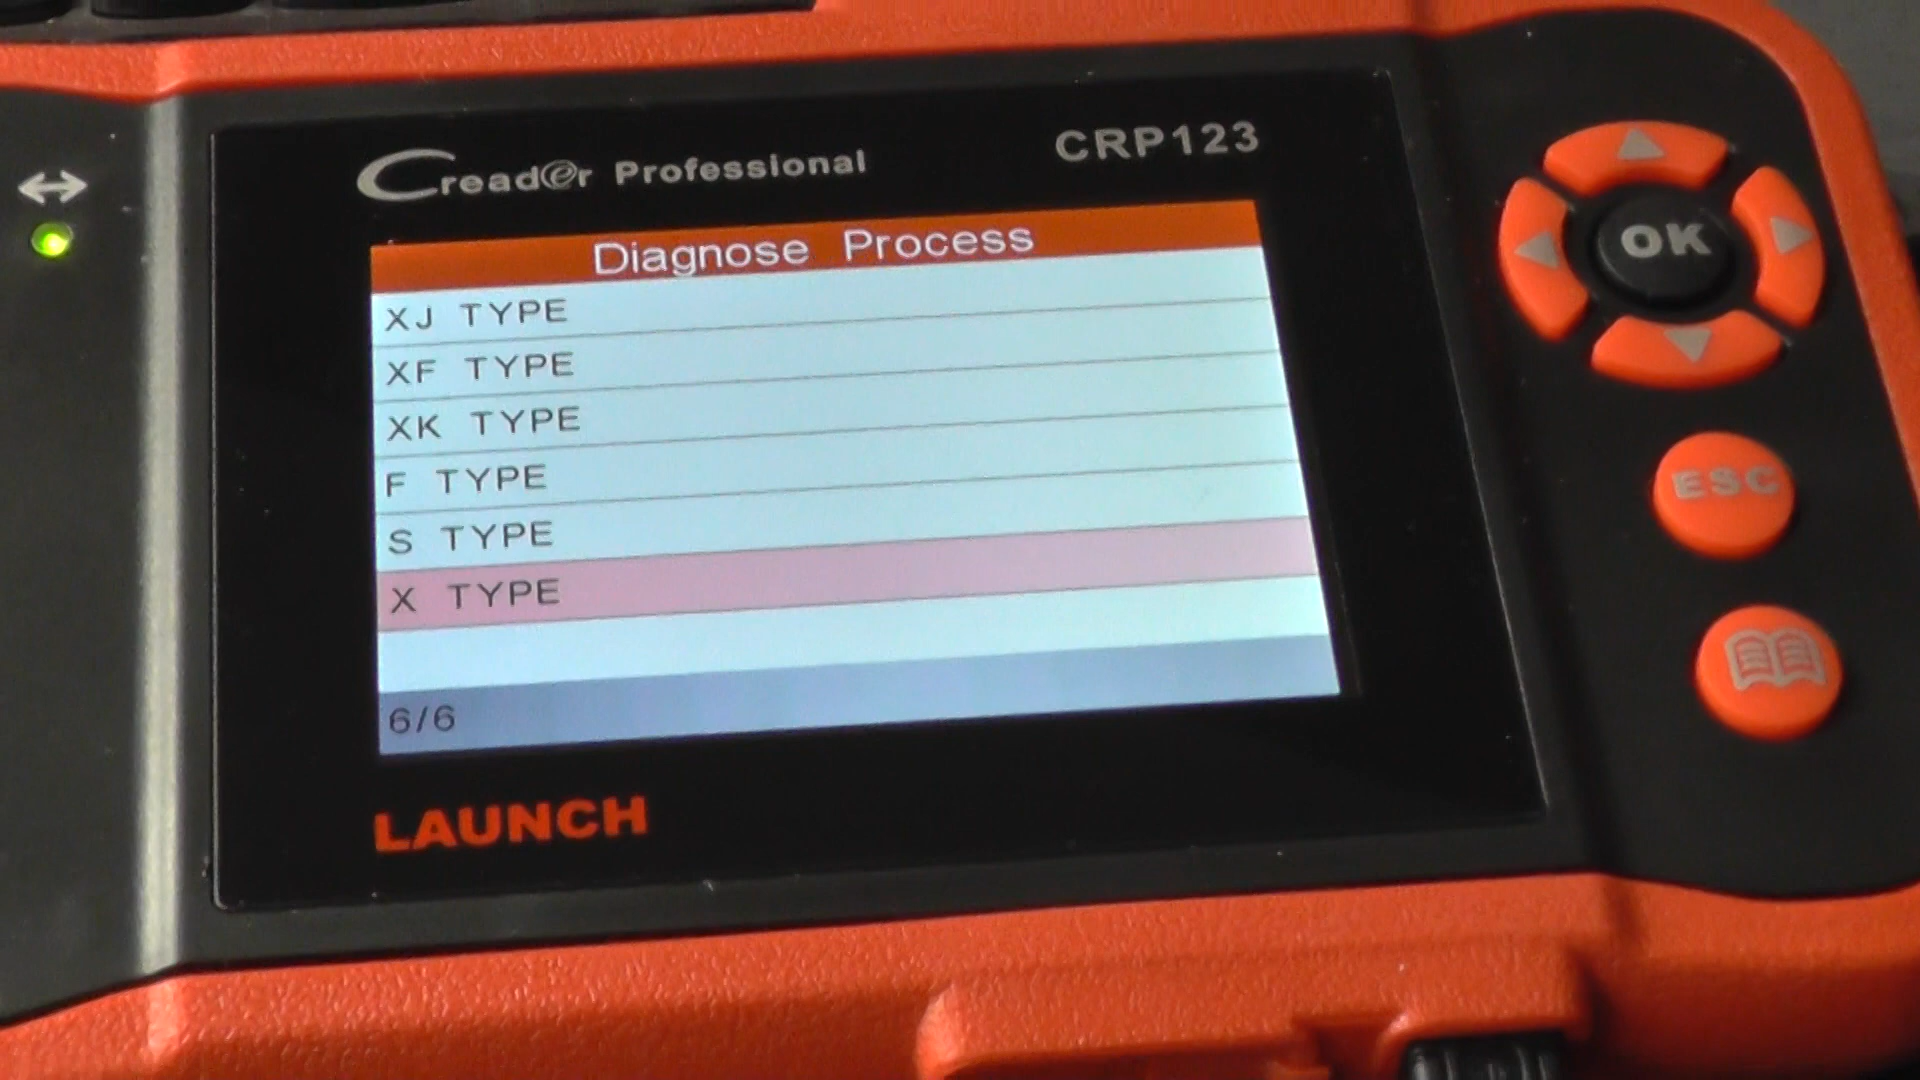 Creader Professional
CRP123
Diagnose Process
XJ TYPE
XF TYPE
XK TYPE
F TYPE
S TYPE
X TYPE
6/6
LAUNCH
OK
ESC